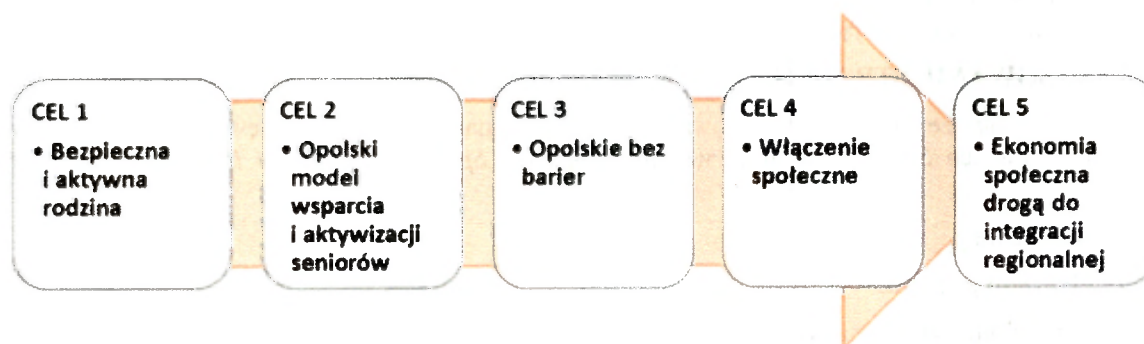 CEL 1
• Bezpieczna
i aktywna
rodzina
CEL 2
• Opolski
model
wsparcia
i aktywizacji
seniorów
CEL 3
• Opolskie bez
barier
CEL 4
• Włączenie
społeczne
CEL 5
• Ekonomia
społeczna
drogą do
integracji
regionalnej